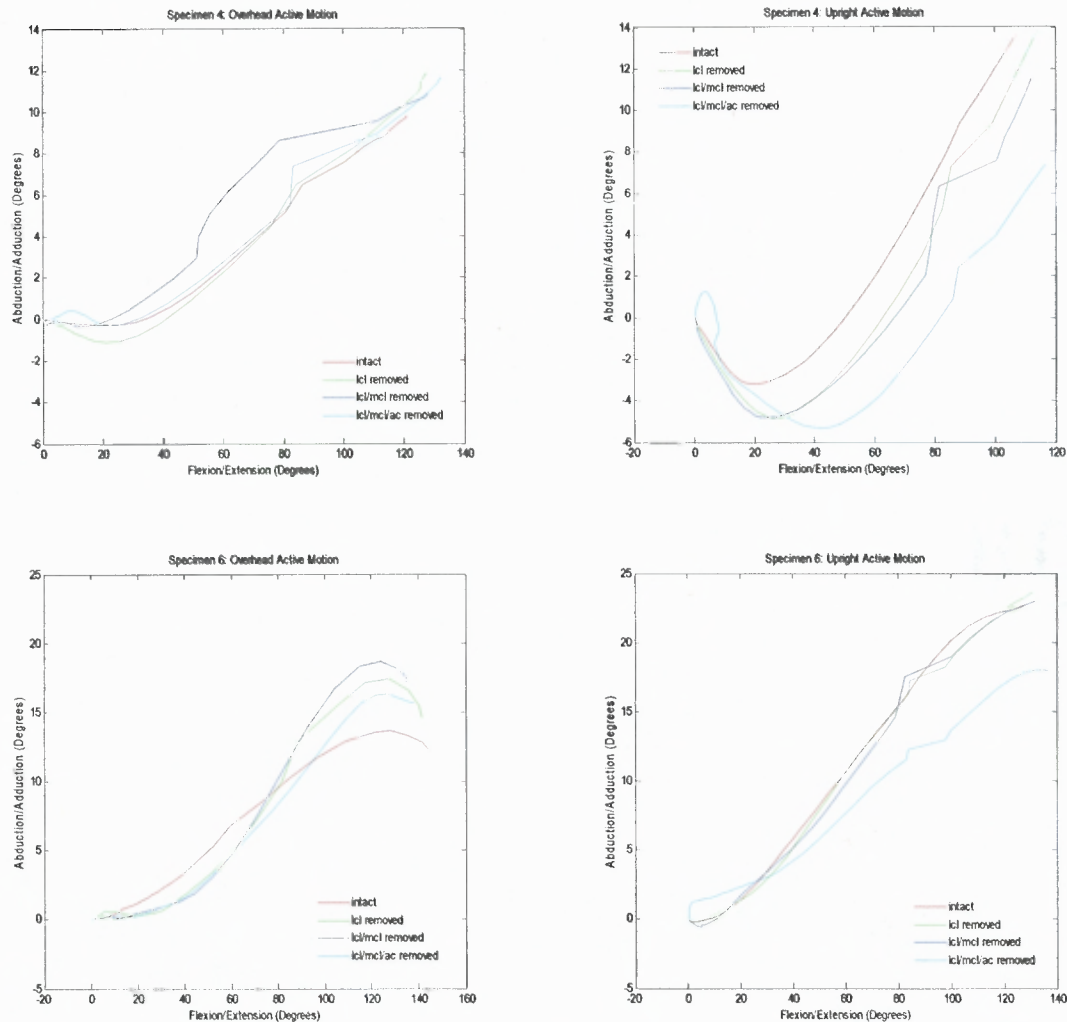 Specimen 4: Overhead Active Motion
14
12
10
8
6
4
2
0
-2
-4
-6
Abduction/Adduction (Degrees)
0 20 40 60 80 100 120 140
Flexion/Extension (Degrees)
intact
lcl removed
lcl/mcl removed
lcl/mcl/ac removed
Specimen 4: Upright Active Motion
14
12
10
8
6
4
2
0
-2
-4
-6
Abduction/Adduction (Degrees)
-20 0 20 40 60 80 100 120
Flexion/Extension (Degrees)
intact
lcl removed
lcl/mcl removed
lcl/mcl/ac removed
Specimen 6: Overhead Active Motion
25
20
15
10
5
0
-5
Abduction/Adduction (Degrees)
-20 0 20 40 60 80 100 120 140 160
Flexion/Extension (Degrees)
intact
lcl removed
lcl/mcl removed
lcl/mcl/ac removed
Specimen 6: Upright Active Motion
25
20
15
10
5
0
-5
Abduction/Adduction (Degrees)
-20 0 20 40 60 80 100 120 140
Flexion/Extension (Degrees)
intact
lcl removed
lcl/mcl removed
lcl/mcl/ac removed